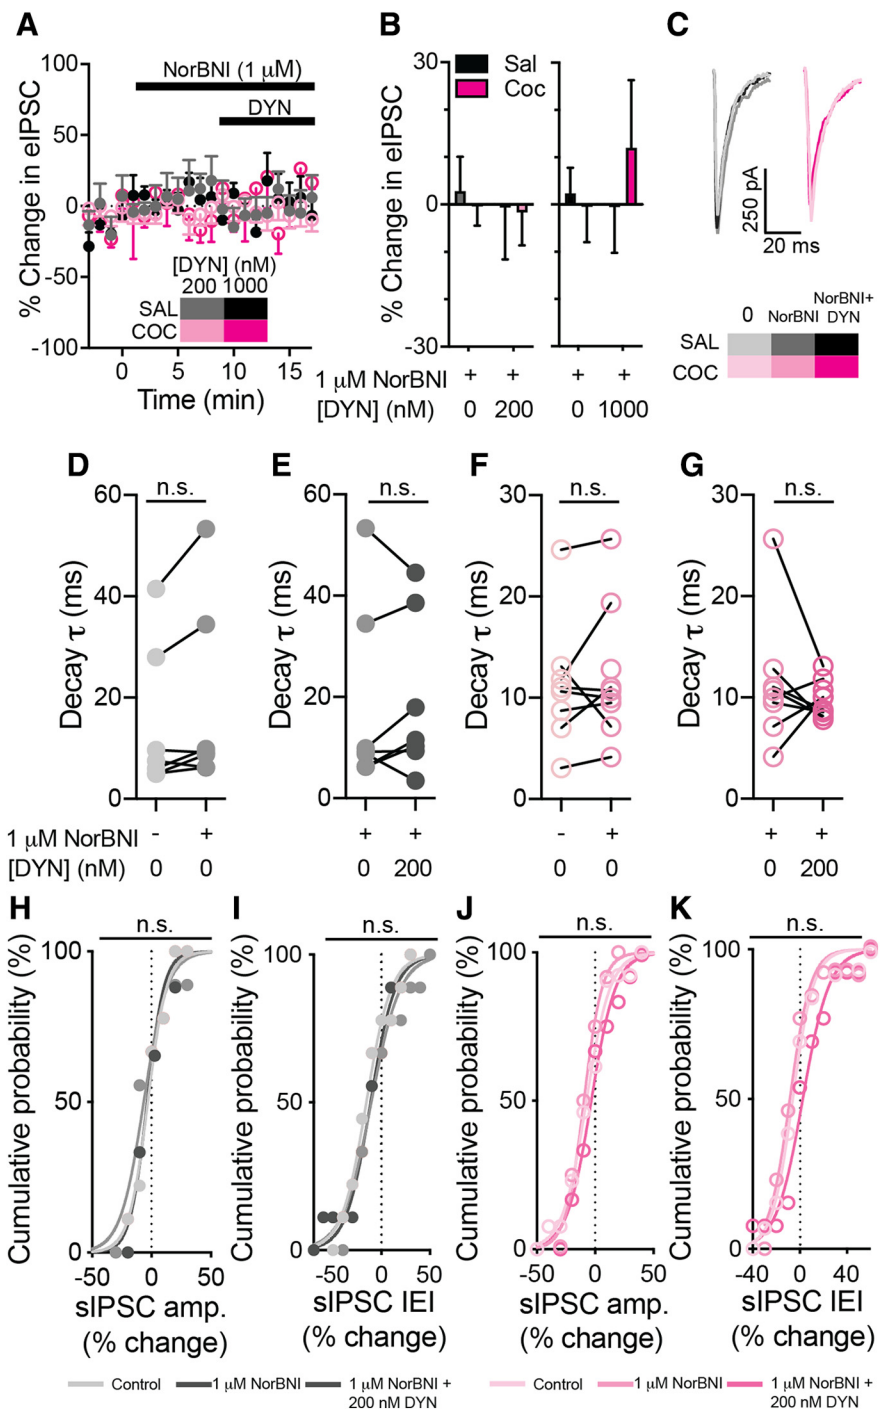 A
B
C
% Change in eIPSC
100
50
0
-50
-100
NorBNI (1 µM)
DYN
[DYN] (nM)
200 1000
SAL
COC
0 5 10 15
Time (min)
% Change in eIPSC
30
0
-30
Sal
Coc
1 µM NorBNI + + + +
[DYN] (nM) 0 200 0 1000
250 pA
20 ms
0 NorBNI NorBNI+
DYN
SAL
COC
D
E
F
G
n.s.
n.s.
n.s.
n.s.
Decay τ (ms)
60
40
20
0
Decay τ (ms)
60
40
20
0
Decay τ (ms)
30
20
10
0
Decay τ (ms)
30
20
10
0
1 µM NorBNI - + + + - + + +
[DYN] (nM) 0 0 0 200 0 0 0 200
H
I
J
K
n.s.
n.s.
n.s.
n.s.
Cumulative probability (%)
100
50
0
-50 0 50
sIPSC amp.
(% change)
Cumulative probability (%)
100
50
0
-50 0 50
sIPSC IEI
(% change)
Cumulative probability (%)
100
50
0
-50 0 50
sIPSC amp.
(% change)
Cumulative probability (%)
100
50
0
-40 0 40
sIPSC IEI
(% change)
Control 1 µM NorBNI 1 µM NorBNI +
200 nM DYN
Control 1 µM NorBNI 1 µM NorBNI +
200 nM DYN